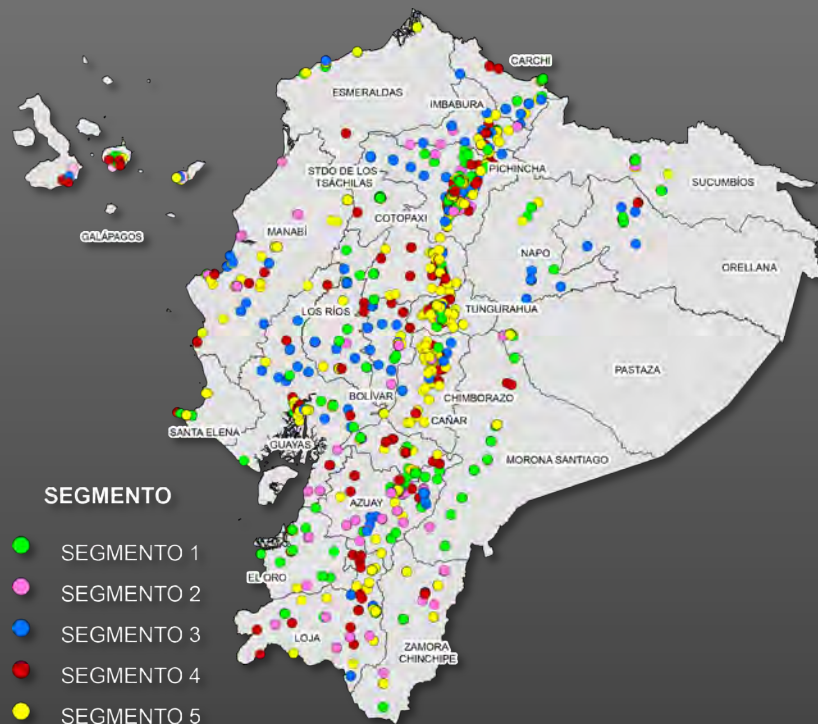 CARCHI
ESMERALDAS
IMBABURA
PICHINCHA
STDO DE LOS
TSÁCHILAS
SUCUMBÍOS
COTOPAXI
MANABÍ
GALÁPAGOS
NAPO
ORELLANA
LOS RÍOS
TUNGURAHUA
PASTAZA
BOLÍVAR
CHIMBORAZO
CAÑAR
SANTA ELENA
GUAYAS
MORONA SANTIAGO
SEGMENTO
AZUAY
SEGMENTO 1
EL ORO
SEGMENTO 2
SEGMENTO 3
LOJA
ZAMORA
CHINCHIPE
SEGMENTO 4
SEGMENTO 5